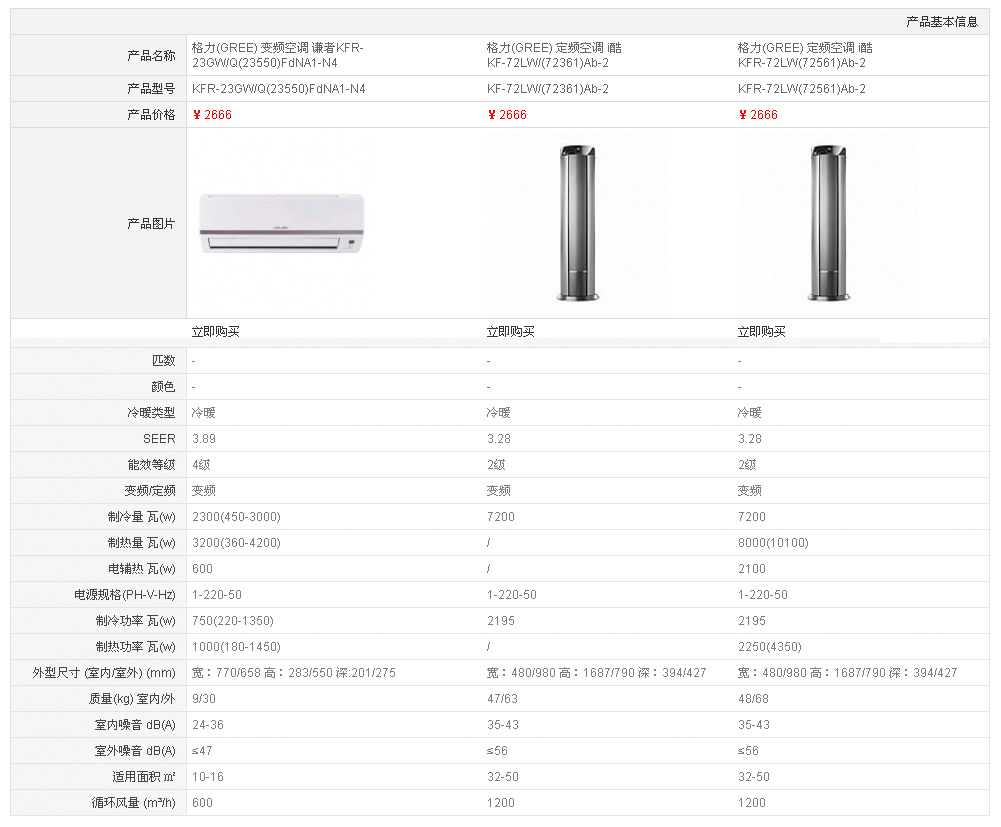 产品基本信息
产品名称 格力(GREE) 变频空调 谦者KFR- 格力(GREE) 定频空调 i酷 格力(GREE) 定频空调 i酷
23GW/Q(23550)FdNA1-N4 KF-72LW/(72361)Ab-2 KFR-72LW(72561)Ab-2
产品型号 KFR-23GW/Q(23550)FdNA1-N4 KF-72LW/(72361)Ab-2 KFR-72LW(72561)Ab-2
产品价格 ¥ 2666 ¥ 2666 ¥ 2666
产品图片
立即购买 立即购买 立即购买
匹数 - - -
颜色 - - -
冷暖类型 冷暖 冷暖 冷暖
SEER 3.89 3.28 3.28
能效等级 4级 2级 2级
变频/定频 变频 变频 变频
制冷量 瓦(w) 2300(450-3000) 7200 7200
制热量 瓦(w) 3200(360-4200) / 8000(10100)
电辅热 瓦(w) 600 / 2100
电源规格(PH-V-Hz) 1-220-50 1-220-50 1-220-50
制冷功率 瓦(w) 750(220-1350) 2195 2195
制热功率 瓦(w) 1000(180-1450) / 2250(4350)
外型尺寸 (室内/室外) (mm) 宽：770/658 高：283/550 深:201/275 宽：480/980 高：1687/790 深：394/427 宽：480/980 高：1687/790 深：394/427
质量(kg) 室内/外 9/30 47/63 48/68
室内噪音 dB(A) 24-36 35-43 35-43
室外噪音 dB(A) ≤47 ≤56 ≤56
适用面积 ㎡ 10-16 32-50 32-50
循环风量 (m³/h) 600 1200 1200